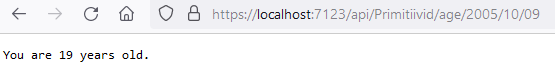 https://localhost:7123/api/Primitiivid/age/2005/10/09
You are 19 years old.